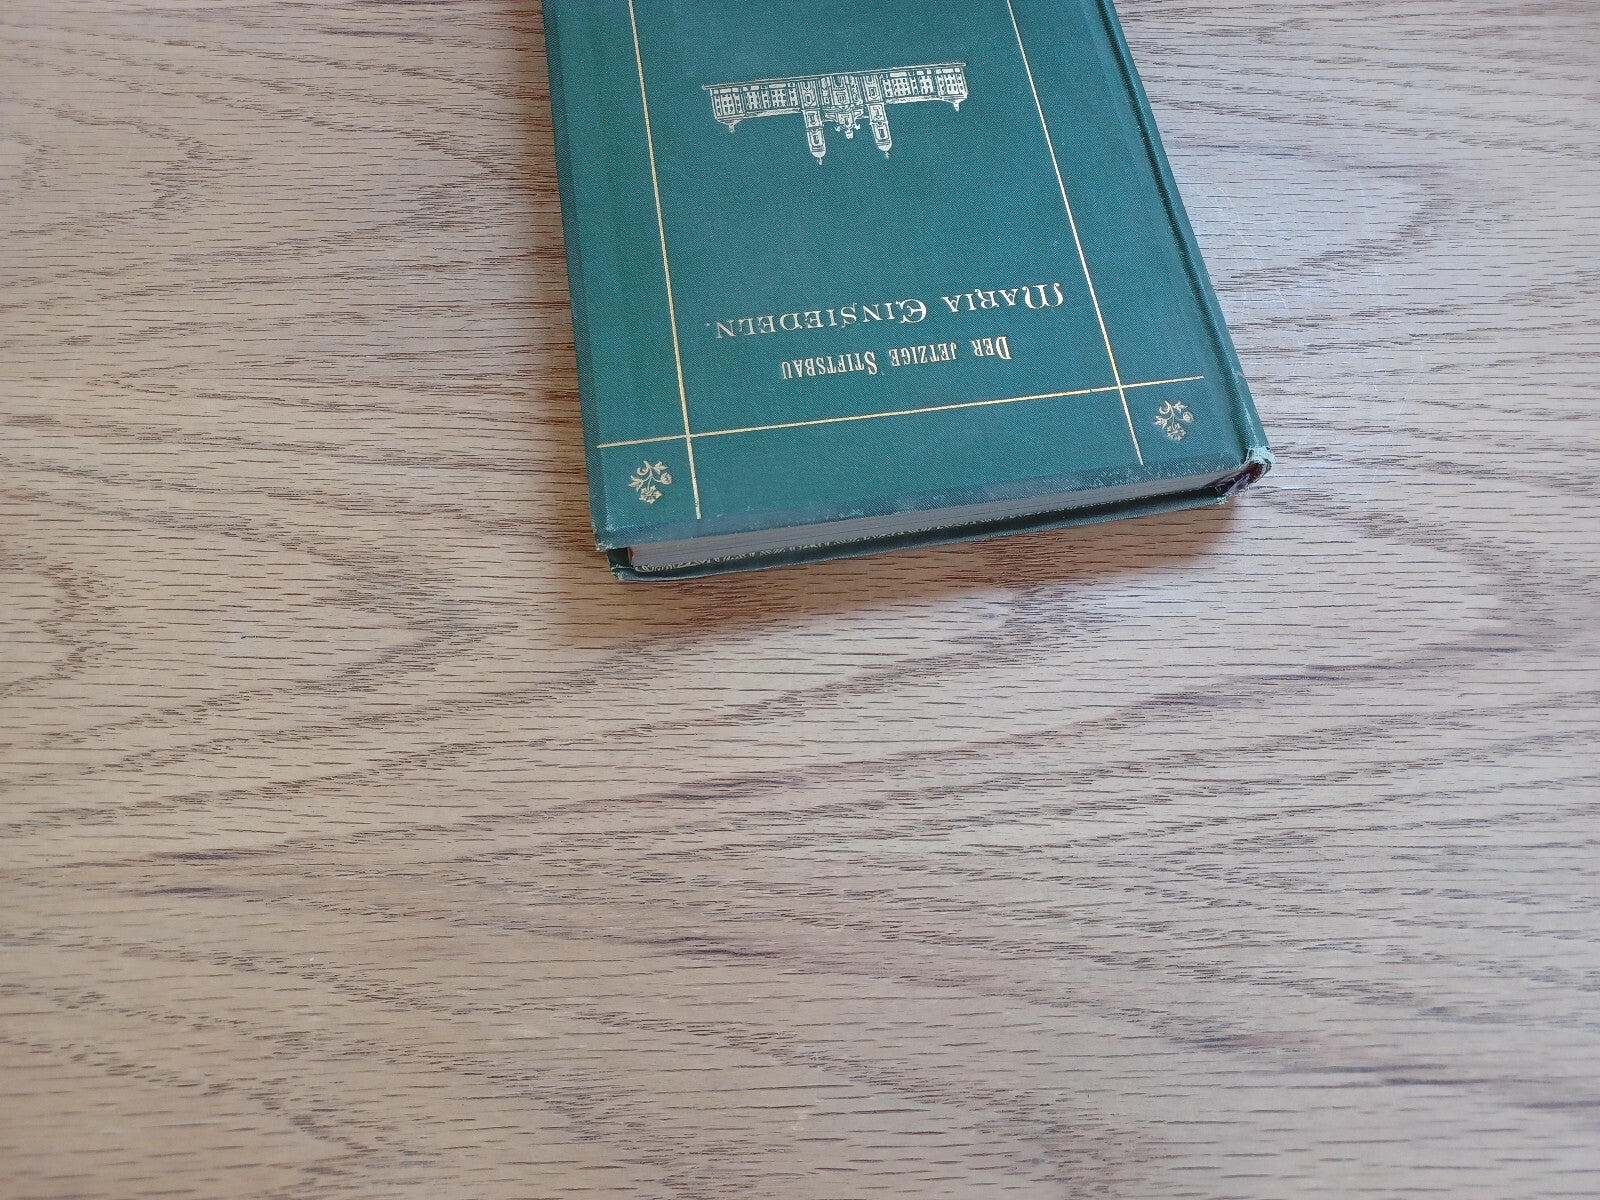 Der jetzige Stiftsbau
Maria Einsiedeln.